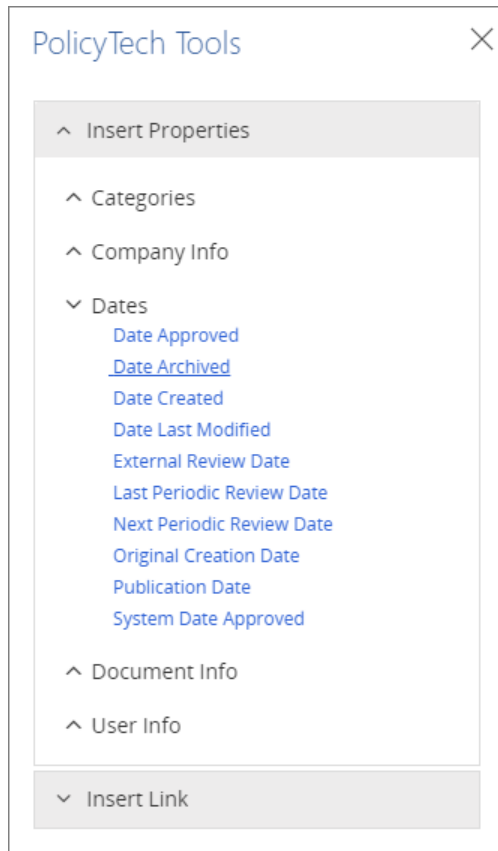 PolicyTech Tools
Insert Properties
Categories
Company Info
Dates
Date Approved
Date Archived
Date Created
Date Last Modified
External Review Date
Last Periodic Review Date
Next Periodic Review Date
Original Creation Date
Publication Date
System Date Approved
Document Info
User Info
Insert Link